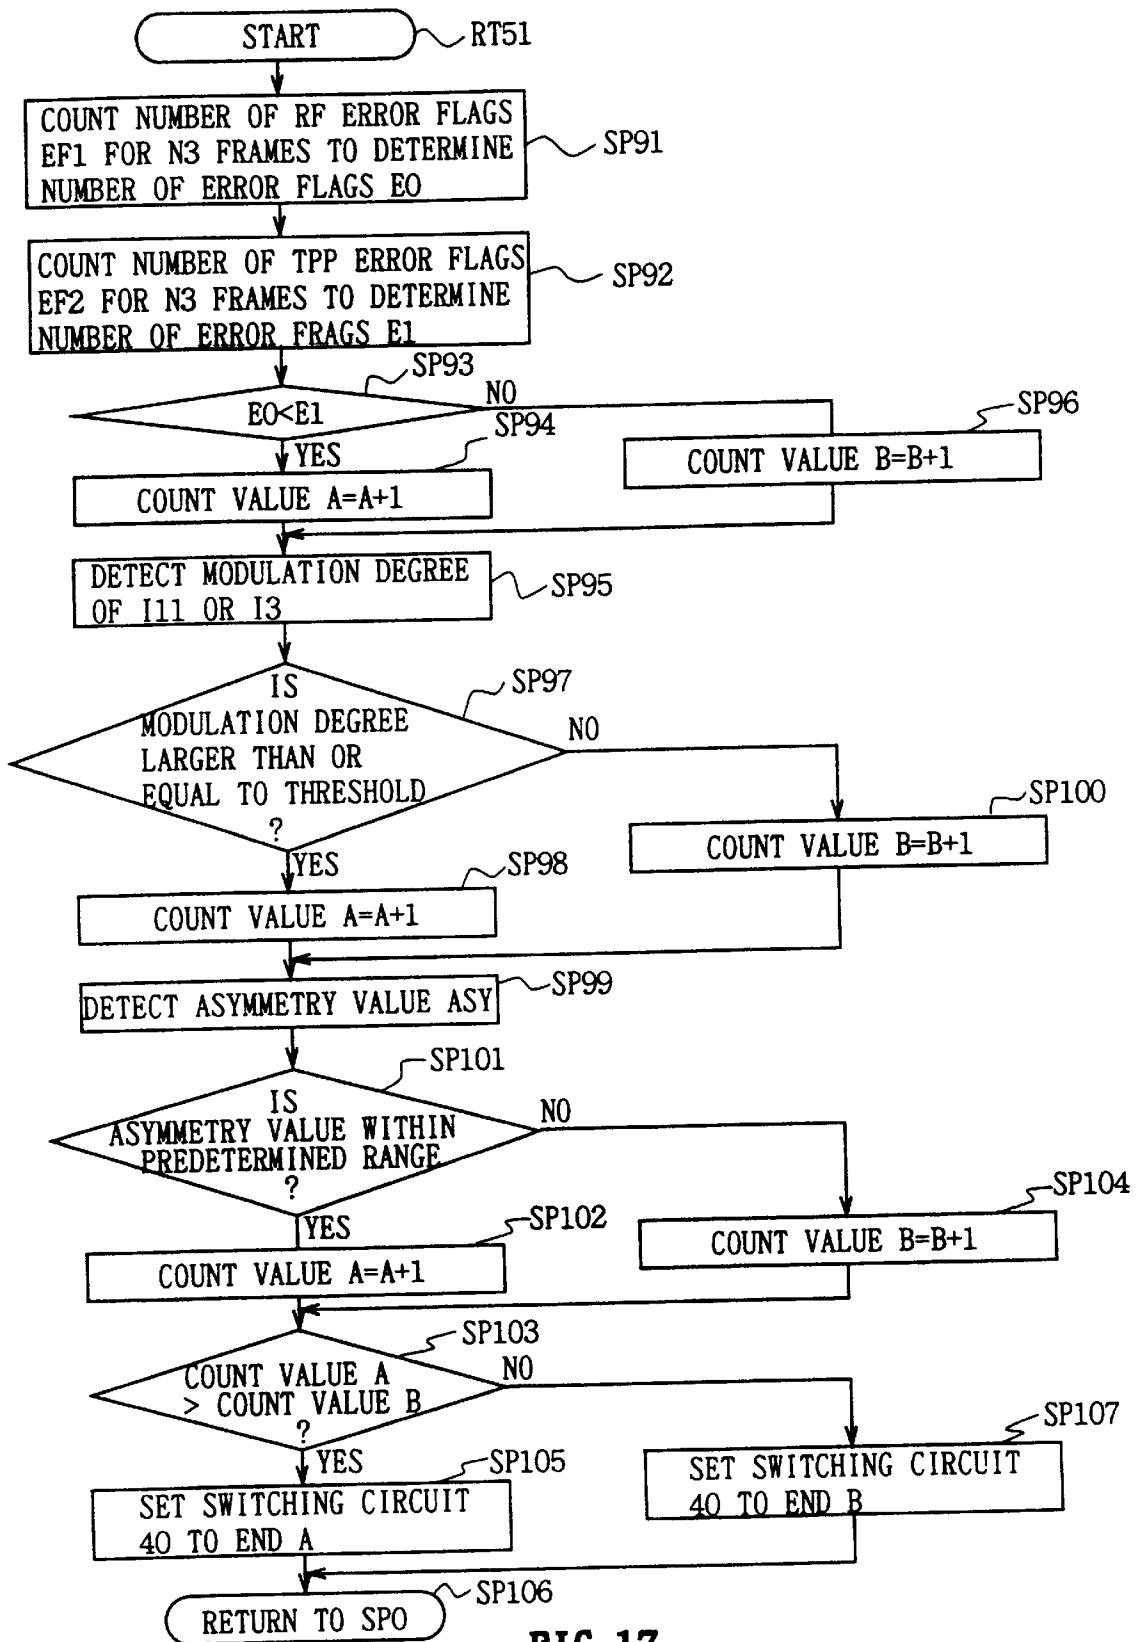 START
RT51
COUNT NUMBER OF RF ERROR FLAGS
EF1 FOR N3 FRAMES TO DETERMINE
NUMBER OF ERROR FLAGS E0
SP91
COUNT NUMBER OF TPP ERROR FLAGS
EF2 FOR N3 FRAMES TO DETERMINE
NUMBER OF ERROR FRAGS E1
SP92
SP93
E0<E1
NO
YES
SP94
COUNT VALUE A=A+1
SP96
COUNT VALUE B=B+1
DETECT MODULATION DEGREE
OF I11 OR I3
SP95
IS
MODULATION DEGREE
LARGER THAN OR
EQUAL TO THRESHOLD
?
SP97
NO
YES
SP98
COUNT VALUE A=A+1
SP100
COUNT VALUE B=B+1
DETECT ASYMMETRY VALUE ASY
SP99
SP101
IS
ASYMMETRY VALUE WITHIN
PREDETERMINED RANGE
?
NO
YES
SP102
COUNT VALUE A=A+1
SP104
COUNT VALUE B=B+1
SP103
COUNT VALUE A
> COUNT VALUE B
?
NO
YES
SP105
SET SWITCHING CIRCUIT
40 TO END A
SP107
SET SWITCHING CIRCUIT
40 TO END B
SP106
RETURN TO SP0